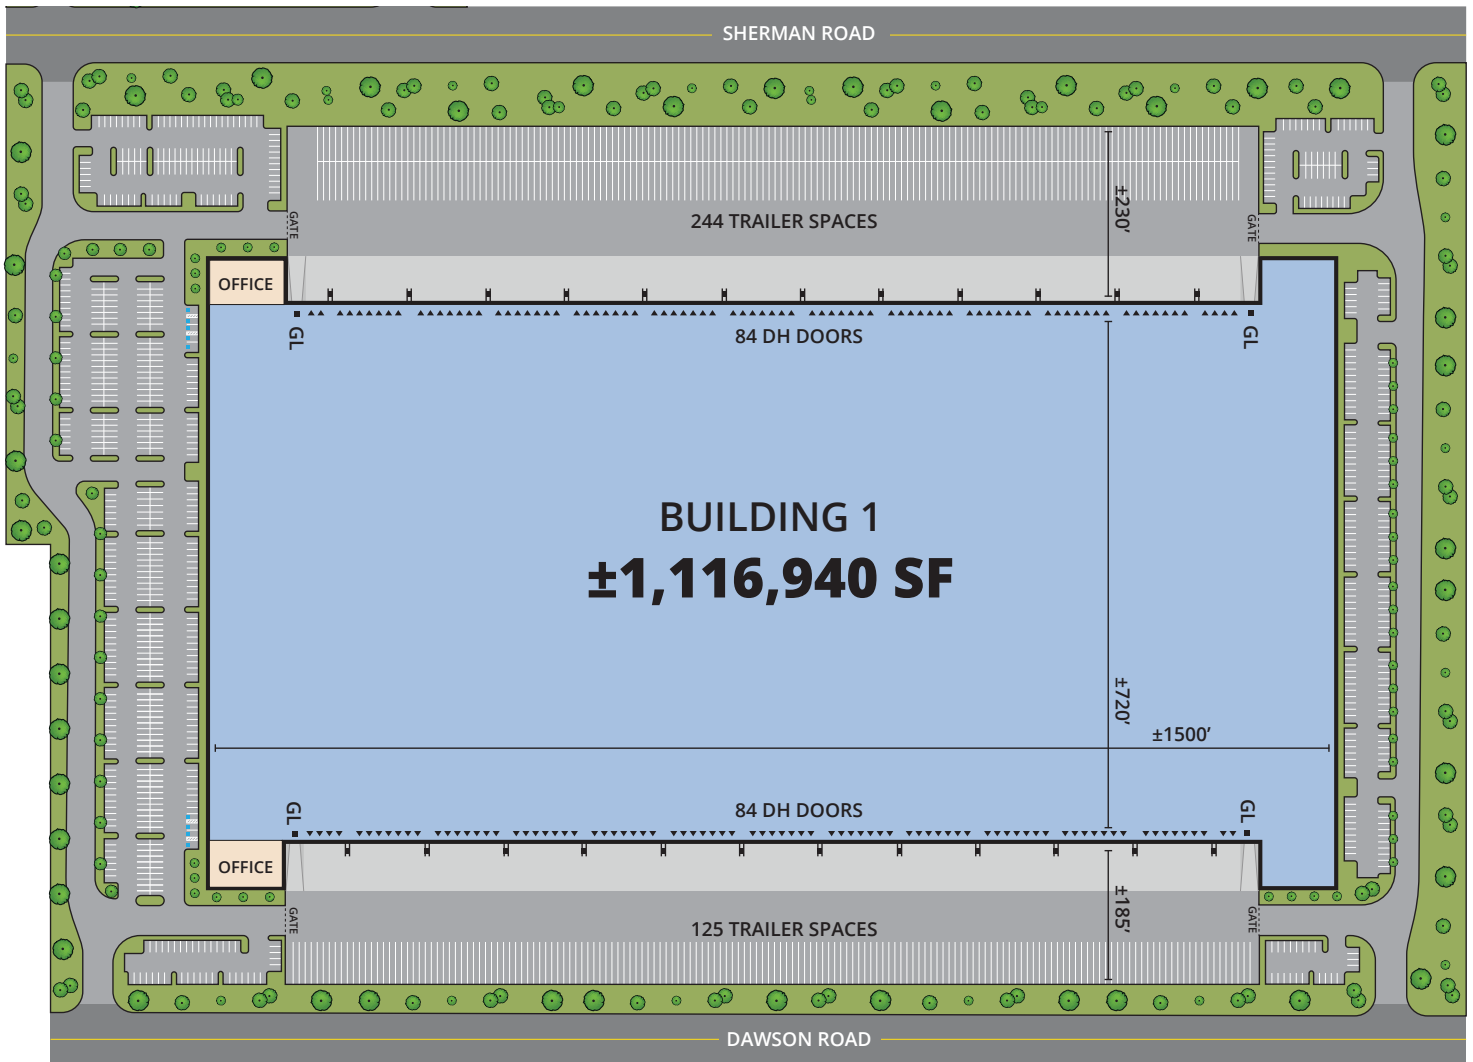 SHERMAN ROAD
±230’
244 TRAILER SPACES
GATE
GATE
OFFICE
GL
84 DH DOORS
GL
BUILDING 1
±1,116,940 SF
±720’
±1500’
GL
84 DH DOORS
GL
OFFICE
GATE
125 TRAILER SPACES
±185’
GATE
DAWSON ROAD